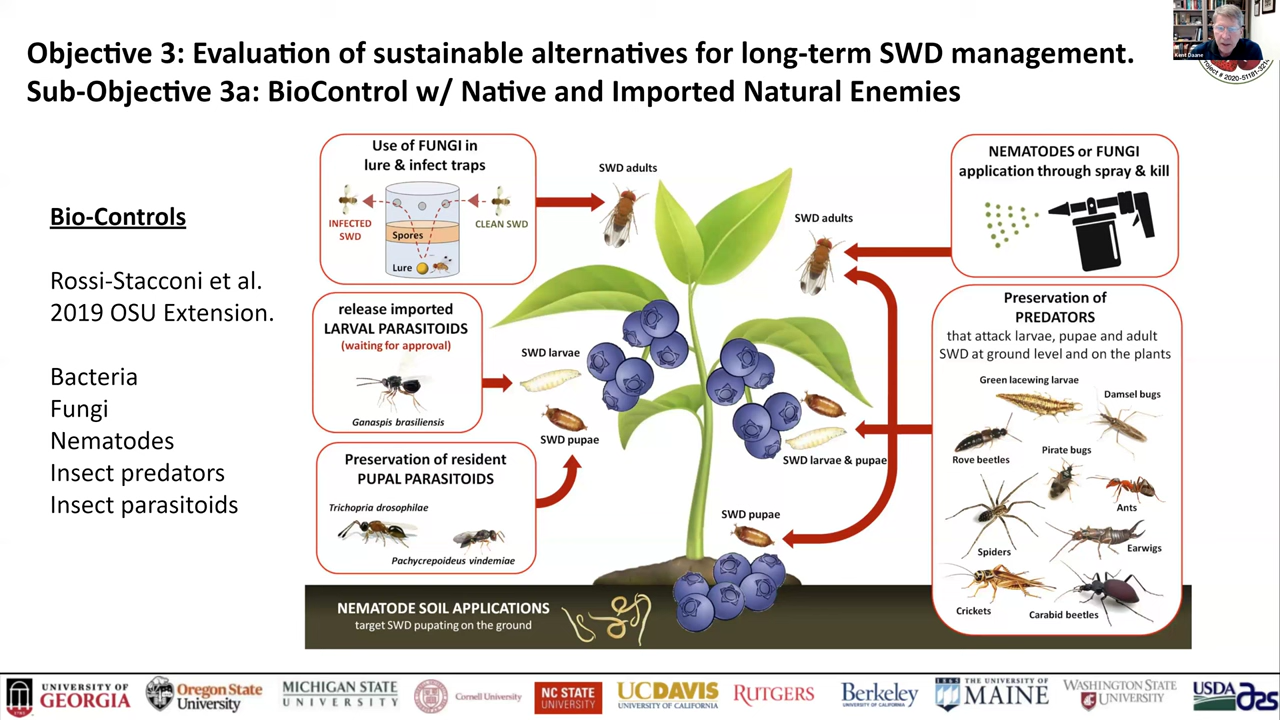 Objective 3: Evaluation of sustainable alternatives for long-term SWD management.
Sub-Objective 3a: BioControl w/ Native and Imported Natural Enemies
Kent Daane
Project # 2020-51181-
Bio-Controls
Rossi-Stacconi et al.
2019 OSU Extension.
Bacteria
Fungi
Nematodes
Insect predators
Insect parasitoids
Use of FUNGI in
lure & infect traps
INFECTED
SWD
CLEAN SWD
Spores
Lure
SWD adults
release imported
LARVAL PARASITOIDS
(waiting for approval)
Ganaspis brasiliensis
SWD larvae
SWD pupae
Preservation of resident
PUPAL PARASITOIDS
Trichopria drosophilae
Pachycrepoideus vindemiae
NEMATODE SOIL APPLICATIONS
target SWD pupating on the ground
SWD adults
SWD larvae & pupae
SWD pupae
NEMATODES or FUNGI
application through spray & kill
Preservation of
PREDATORS
that attack larvae, pupae and adult
SWD at ground level and on the plants
Green lacewing larvae
Damsel bugs
Rove beetles
Pirate bugs
Ants
Spiders
Earwigs
Crickets
Carabid beetles
UNIVERSITY OF
GEORGIA
Oregon State
University
MICHIGAN STATE
UNIVERSITY
Cornell University
NC STATE
UNIVERSITY
UCDAVIS
UNIVERSITY OF CALIFORNIA
RUTGERS
Berkeley
UNIVERSITY OF CALIFORNIA
1865
THE UNIVERSITY OF
MAINE
WASHINGTON STATE
UNIVERSITY
USDA
ars